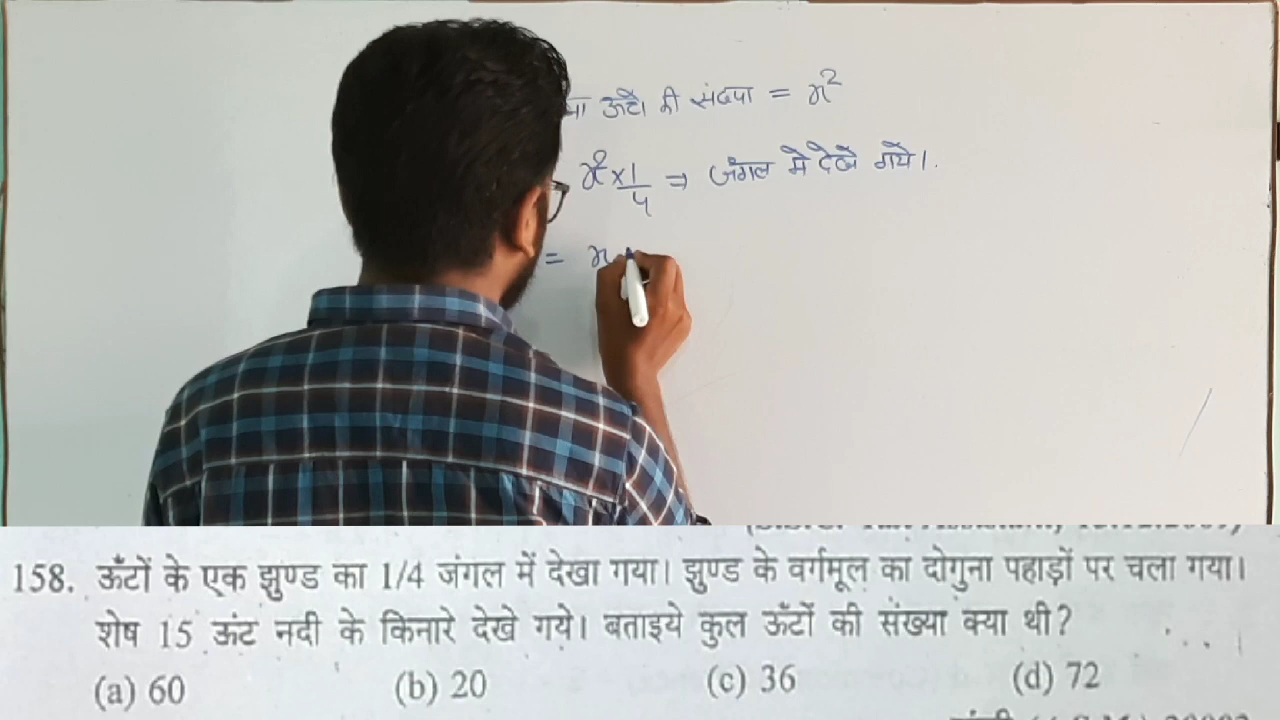 ऊटो की संख्या = x²
x² × 1/4 ⇒ जंगल मे देखे गये।.
= x
158. ऊँटों के एक झुण्ड का 1/4 जंगल में देखा गया। झुण्ड के वर्गमूल का दोगुना पहाड़ों पर चला गया।
शेष 15 ऊंट नदी के किनारे देखे गये। बताइये कुल ऊँटों की संख्या क्या थी?
(a) 60 (b) 20 (c) 36 (d) 72